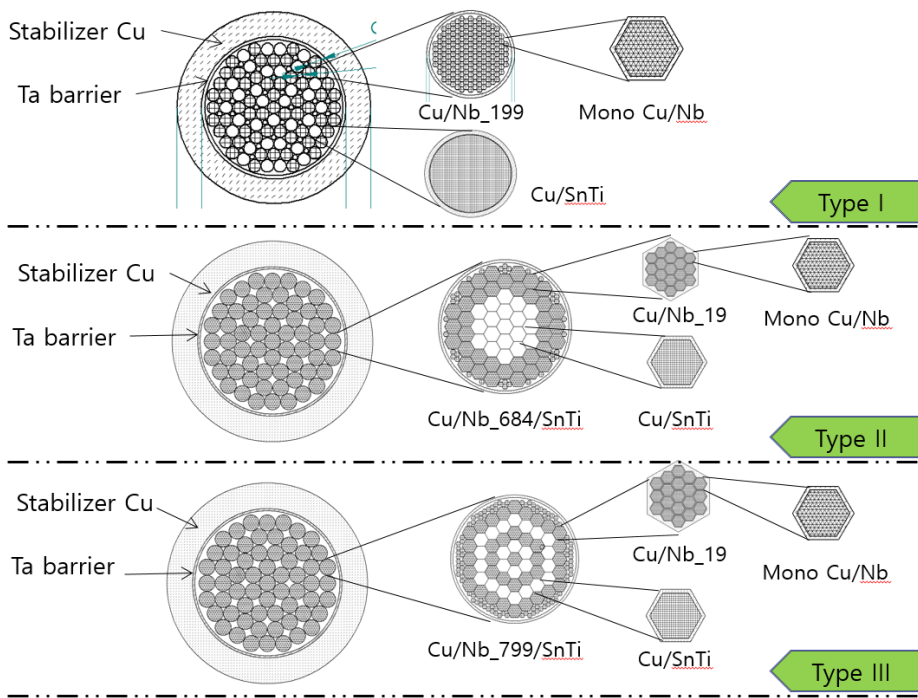 Stabilizer Cu
Ta barrier
Cu/Nb_199
Mono Cu/Nb
Cu/SnTi
Type I
Stabilizer Cu
Ta barrier
Cu/Nb_19
Mono Cu/Nb
Cu/Nb_684/SnTi
Cu/SnTi
Type II
Stabilizer Cu
Ta barrier
Cu/Nb_19
Mono Cu/Nb
Cu/Nb_799/SnTi
Cu/SnTi
Type III